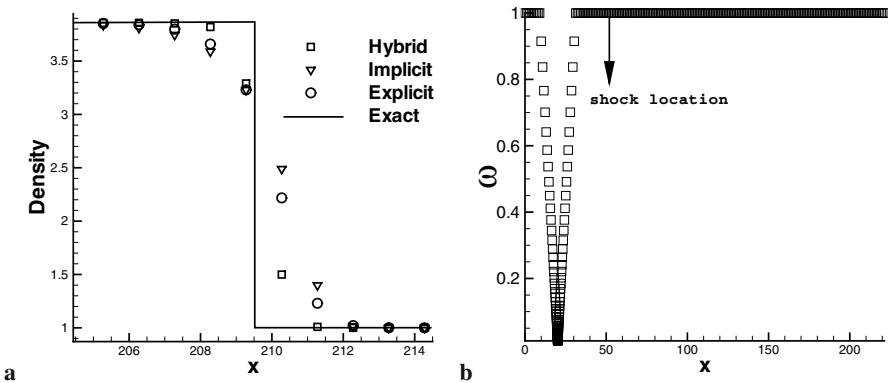 Density
3.5
3
2.5
2
1.5
1
Hybrid
Implicit
Explicit
Exact
206
208
210
212
214
x
a
ω
1
0.8
0.6
0.4
0.2
shock location
0
50
100
150
200
x
b